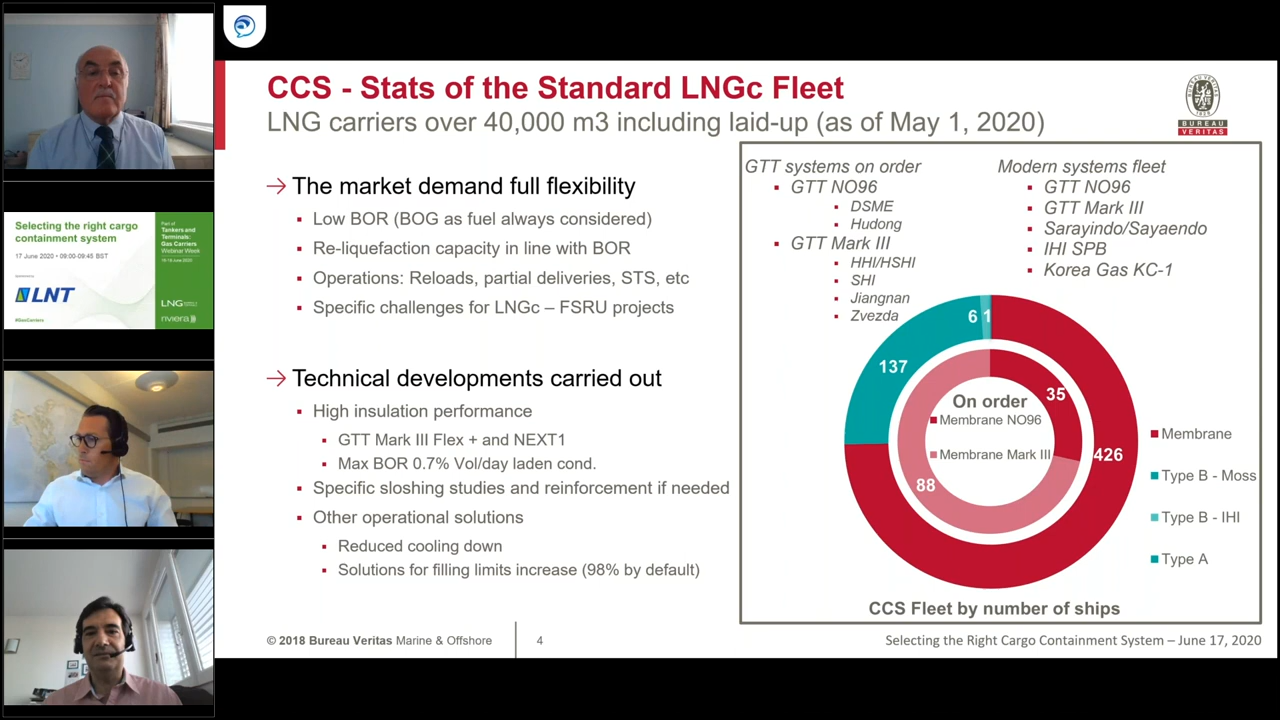 CCS - Stats of the Standard LNGc Fleet
LNG carriers over 40,000 m3 including laid-up (as of May 1, 2020)
BUREAU
VERITAS
→ The market demand full flexibility
▪ Low BOR (BOG as fuel always considered)
▪ Re-liquefaction capacity in line with BOR
▪ Operations: Reloads, partial deliveries, STS, etc
▪ Specific challenges for LNGc – FSRU projects
→ Technical developments carried out
▪ High insulation performance
▪ GTT Mark III Flex + and NEXT1
▪ Max BOR 0.7% Vol/day laden cond.
▪ Specific sloshing studies and reinforcement if needed
▪ Other operational solutions
▪ Reduced cooling down
▪ Solutions for filling limits increase (98% by default)
GTT systems on order
▪ GTT NO96
▪ DSME
▪ Hudong
▪ GTT Mark III
▪ HHI/HSHI
▪ SHI
▪ Jiangnan
▪ Zvezda
Modern systems fleet
▪ GTT NO96
▪ GTT Mark III
▪ Sarayindo/Sayaendo
▪ IHI SPB
▪ Korea Gas KC-1
6 1
137
35
On order
Membrane NO96
Membrane Mark III
426
88
Membrane
Type B - Moss
Type B - IHI
Type A
CCS Fleet by number of ships
© 2018 Bureau Veritas Marine & Offshore
4
Selecting the Right Cargo Containment System – June 17, 2020
Selecting the right cargo
containment system
17 June 2020 • 09:00-09:45 BST
Part of
Tankers and
Terminals:
Gas Carriers
Webinar Week
LNT
LNG
#GasCarriers
riviera